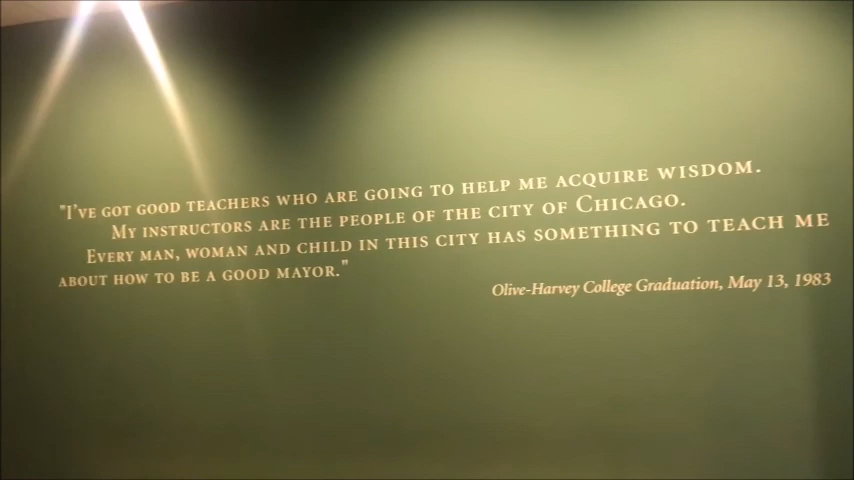 "I've got good teachers who are going to help me acquire wisdom.
My instructors are the people of the city of Chicago.
Every man, woman and child in this city has something to teach me
about how to be a good mayor."
Olive-Harvey College Graduation, May 13, 1983